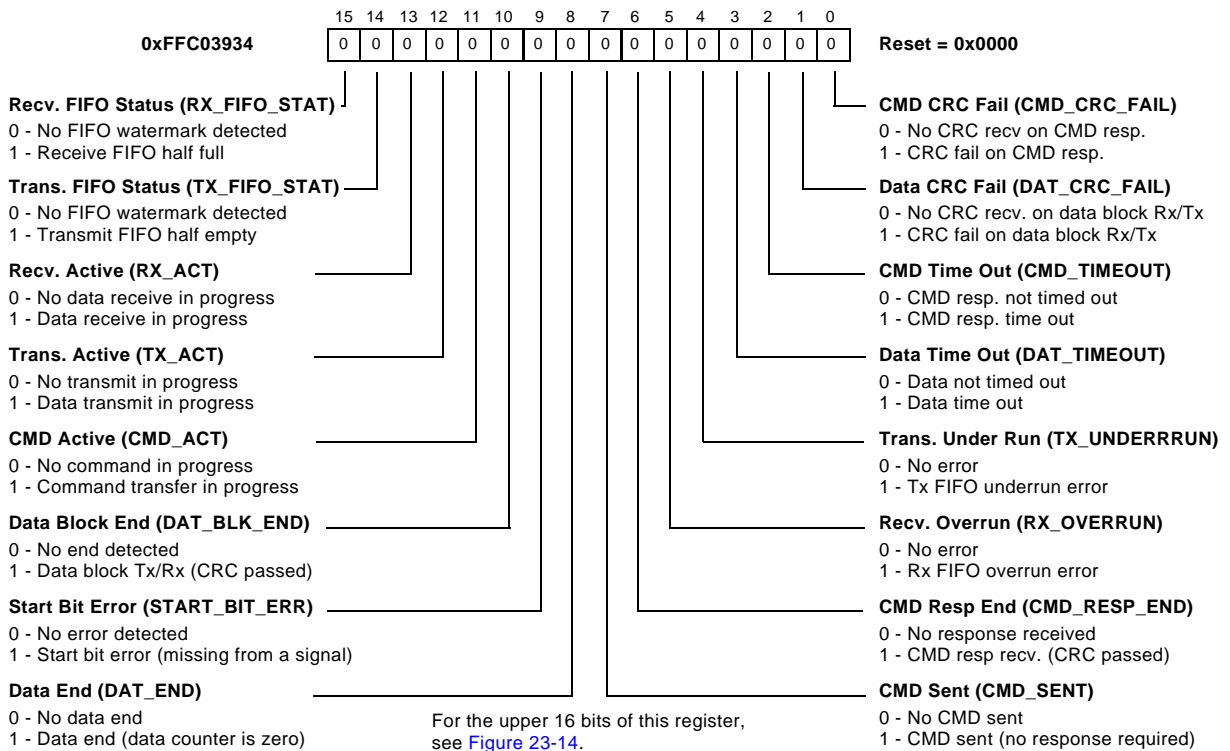 15 14 13 12 11 10 9 8 7 6 5 4 3 2 1 0
0xFFC03934
0 0 0 0 0 0 0 0 0 0 0 0 0 0 0 0
Reset = 0x0000
Recv. FIFO Status (RX_FIFO_STAT)
0 - No FIFO watermark detected
1 - Receive FIFO half full
Trans. FIFO Status (TX_FIFO_STAT)
0 - No FIFO watermark detected
1 - Transmit FIFO half empty
Recv. Active (RX_ACT)
0 - No data receive in progress
1 - Data receive in progress
Trans. Active (TX_ACT)
0 - No transmit in progress
1 - Data transmit in progress
CMD Active (CMD_ACT)
0 - No command in progress
1 - Command transfer in progress
Data Block End (DAT_BLK_END)
0 - No end detected
1 - Data block Tx/Rx (CRC passed)
Start Bit Error (START_BIT_ERR)
0 - No error detected
1 - Start bit error (missing from a signal)
Data End (DAT_END)
0 - No data end
1 - Data end (data counter is zero)
For the upper 16 bits of this register,
see Figure 23-14.
CMD CRC Fail (CMD_CRC_FAIL)
0 - No CRC recv on CMD resp.
1 - CRC fail on CMD resp.
Data CRC Fail (DAT_CRC_FAIL)
0 - No CRC recv. on data block Rx/Tx
1 - CRC fail on data block Rx/Tx
CMD Time Out (CMD_TIMEOUT)
0 - CMD resp. not timed out
1 - CMD resp. time out
Data Time Out (DAT_TIMEOUT)
0 - Data not timed out
1 - Data time out
Trans. Under Run (TX_UNDERRRUN)
0 - No error
1 - Tx FIFO underrun error
Recv. Overrun (RX_OVERRUN)
0 - No error
1 - Rx FIFO overrun error
CMD Resp End (CMD_RESP_END)
0 - No response received
1 - CMD resp recv. (CRC passed)
CMD Sent (CMD_SENT)
0 - No CMD sent
1 - CMD sent (no response required)